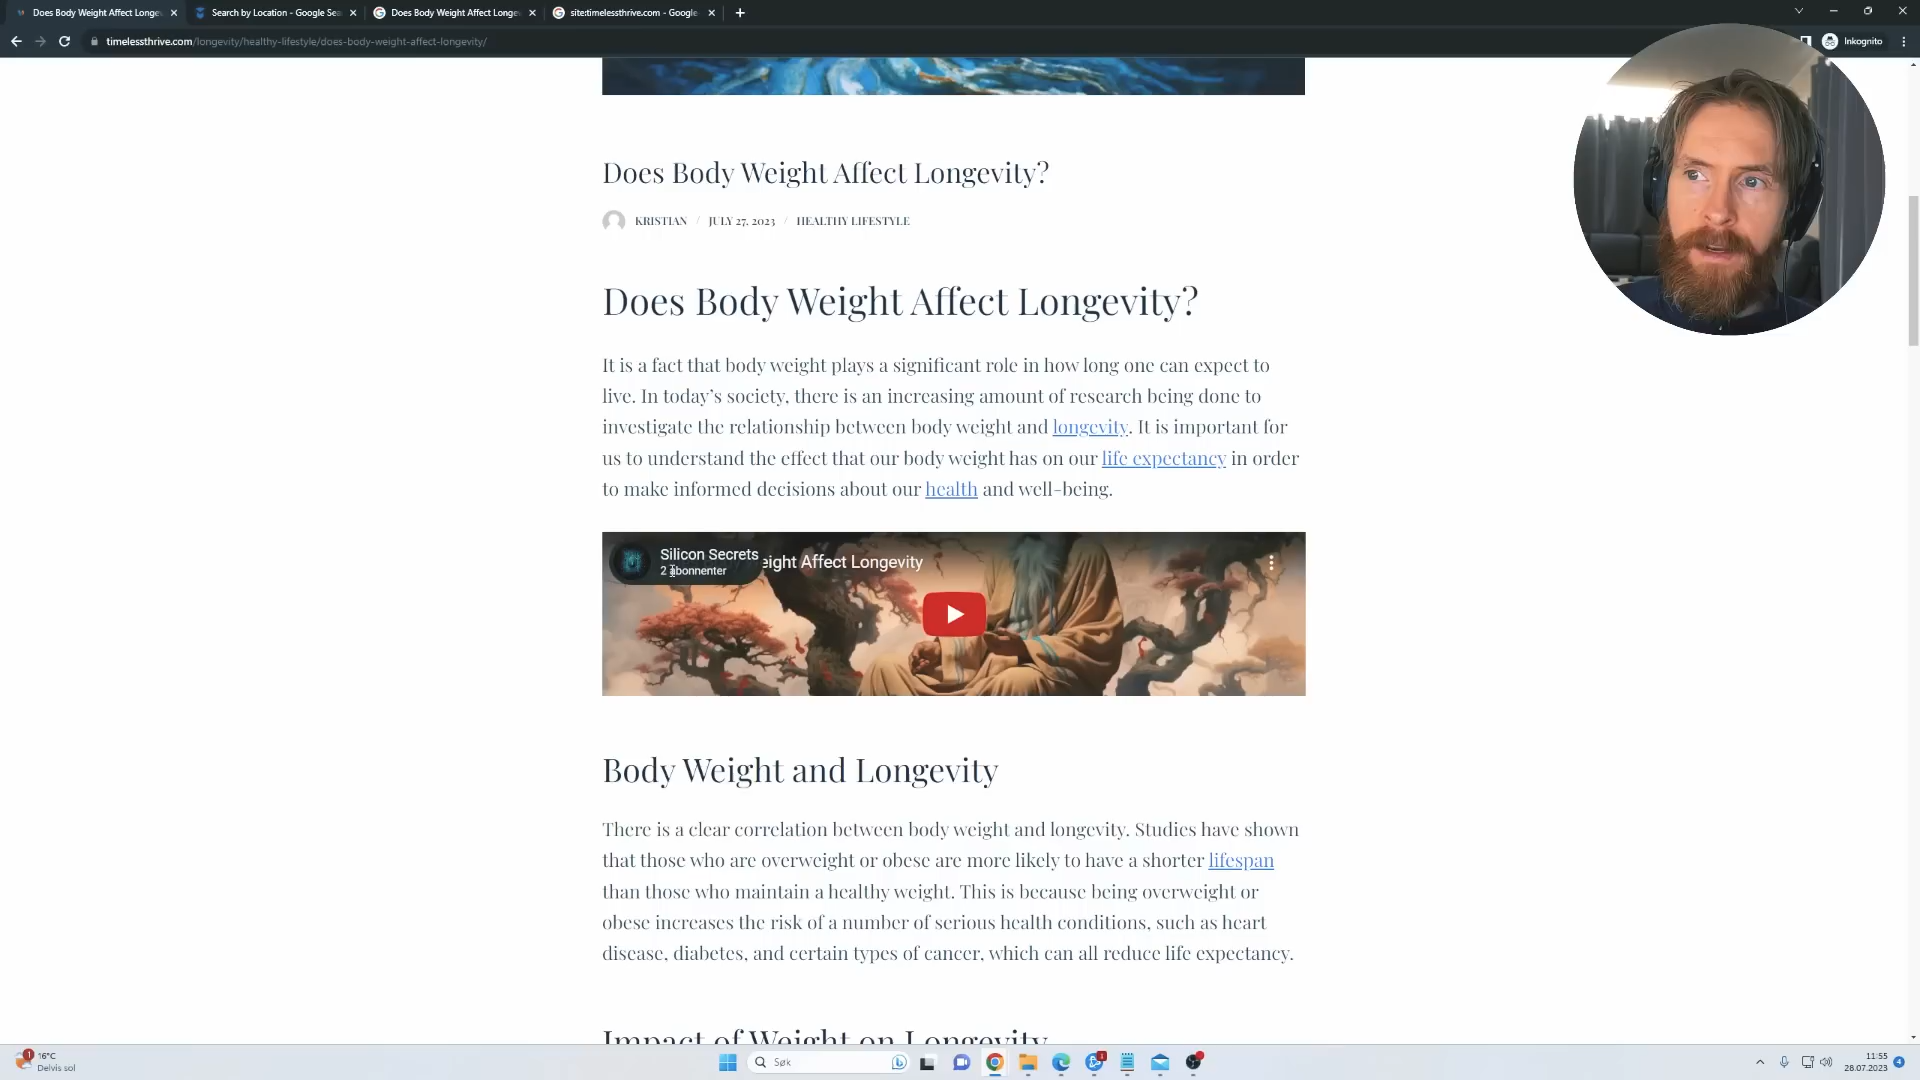 Does Body Weight Affect Longe
Search by Location - Google Sea
Does Body Weight Affect Longev
site:timelessthrive.com - Google
timelessthrive.com/longevity/healthy-lifestyle/does-body-weight-affect-longevity/
Inkognito
Does Body Weight Affect Longevity?
KRISTIAN / JULY 27, 2023 / HEALTHY LIFESTYLE
Does Body Weight Affect Longevity?
It is a fact that body weight plays a significant role in how long one can expect to
live. In today's society, there is an increasing amount of research being done to
investigate the relationship between body weight and longevity. It is important for
us to understand the effect that our body weight has on our life expectancy in order
to make informed decisions about our health and well-being.
Silicon Secrets
2 abonnenter
eight Affect Longevity
Body Weight and Longevity
There is a clear correlation between body weight and longevity. Studies have shown
that those who are overweight or obese are more likely to have a shorter lifespan
than those who maintain a healthy weight. This is because being overweight or
obese increases the risk of a number of serious health conditions, such as heart
disease, diabetes, and certain types of cancer, which can all reduce life expectancy.
Impact of Weight on Longevity
1
16°C
Delvis sol
Søk
1
11:55
28.07.2023
4